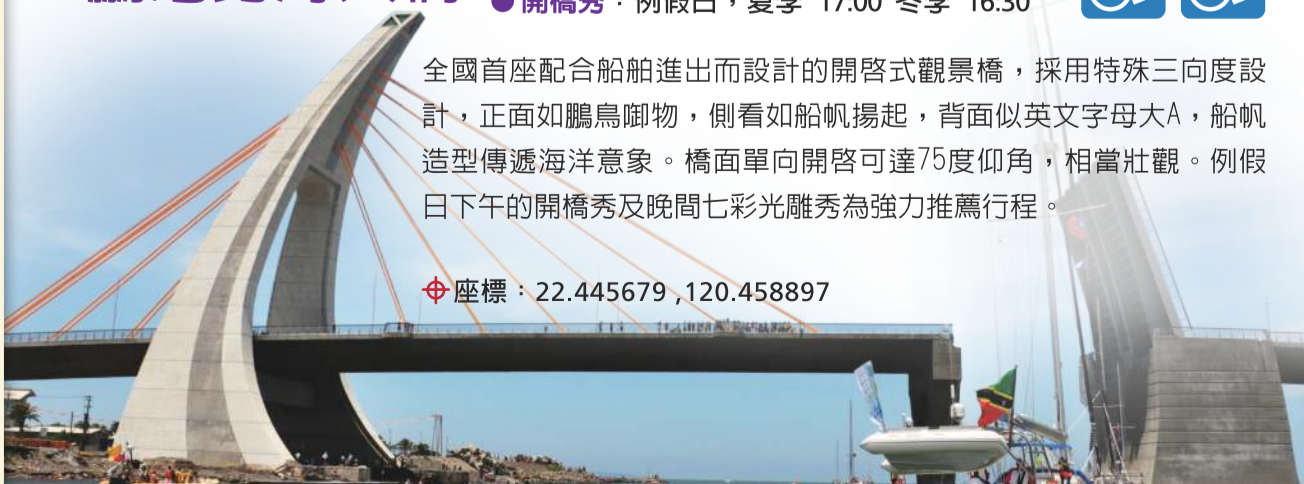 ●開橋秀：例假日，夏季 17:00 冬季 16:30
全國首座配合船舶進出而設計的開啓式觀景橋，採用特殊三向度設
計，正面如鵬鳥啣物，側看如船帆揚起，背面似英文字母大A，船帆
造型傳遞海洋意象。橋面單向開啓可達75度仰角，相當壯觀。例假
日下午的開橋秀及晚間七彩光雕秀為強力推薦行程。
座標：22.445679 ,120.458897